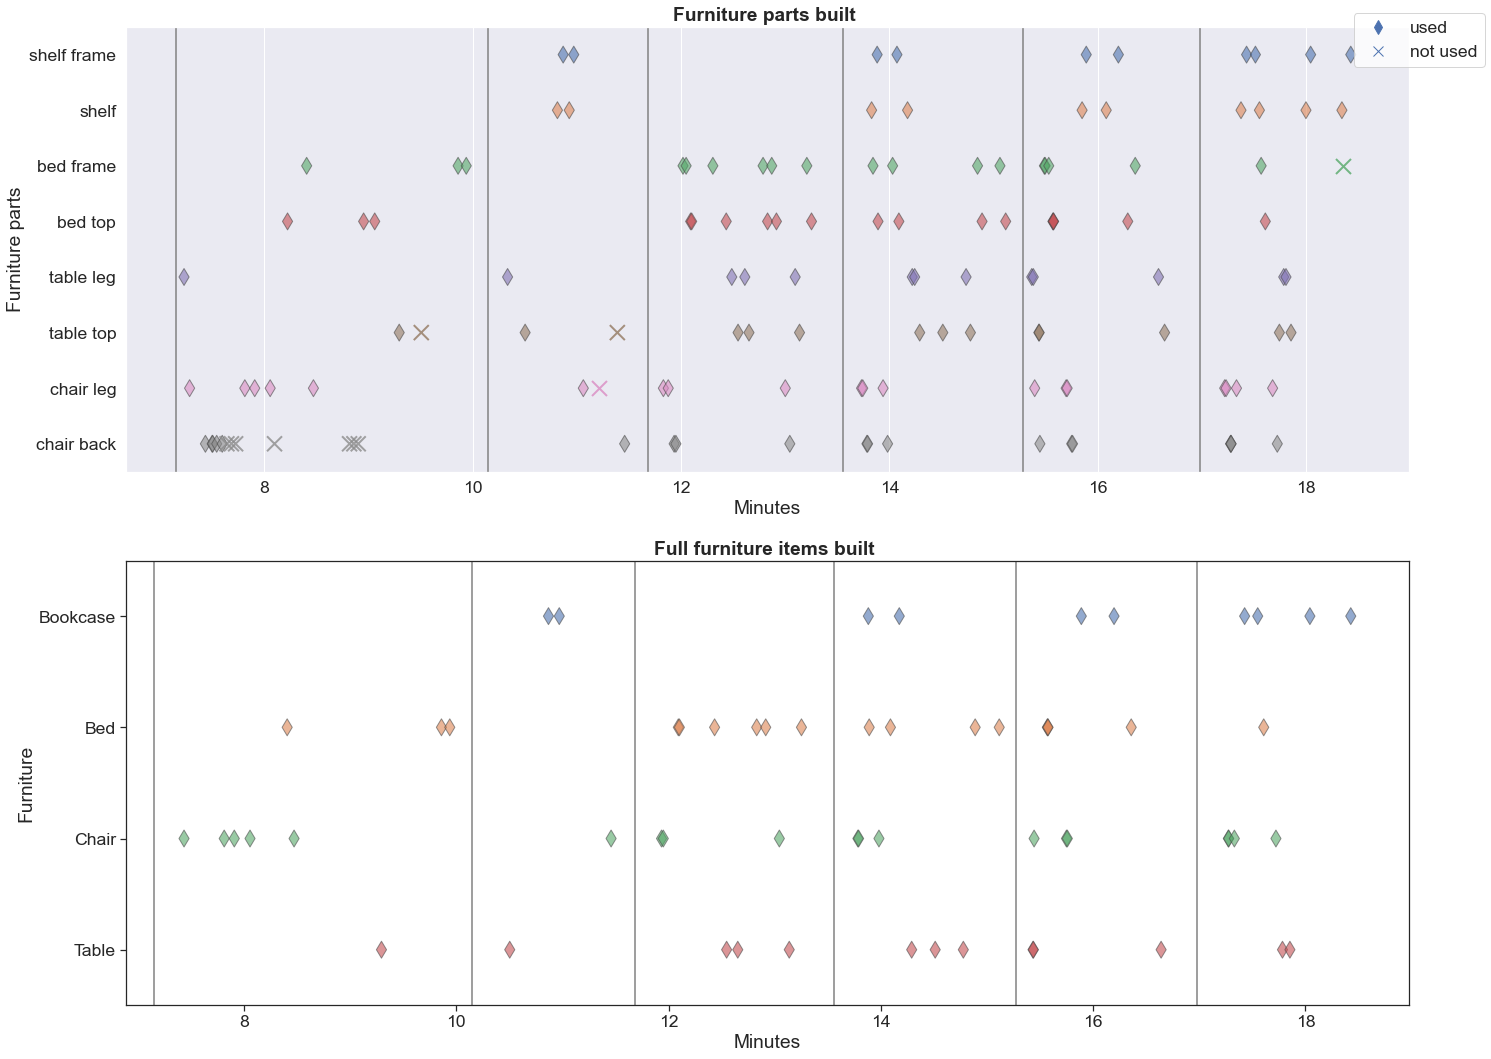 Furniture parts built
used
not used
Furniture parts
shelf frame
shelf
bed frame
bed top
table leg
table top
chair leg
chair back
8 10 12 14 16 18
Minutes
Full furniture items built
Furniture
Bookcase
Bed
Chair
Table
8 10 12 14 16 18
Minutes